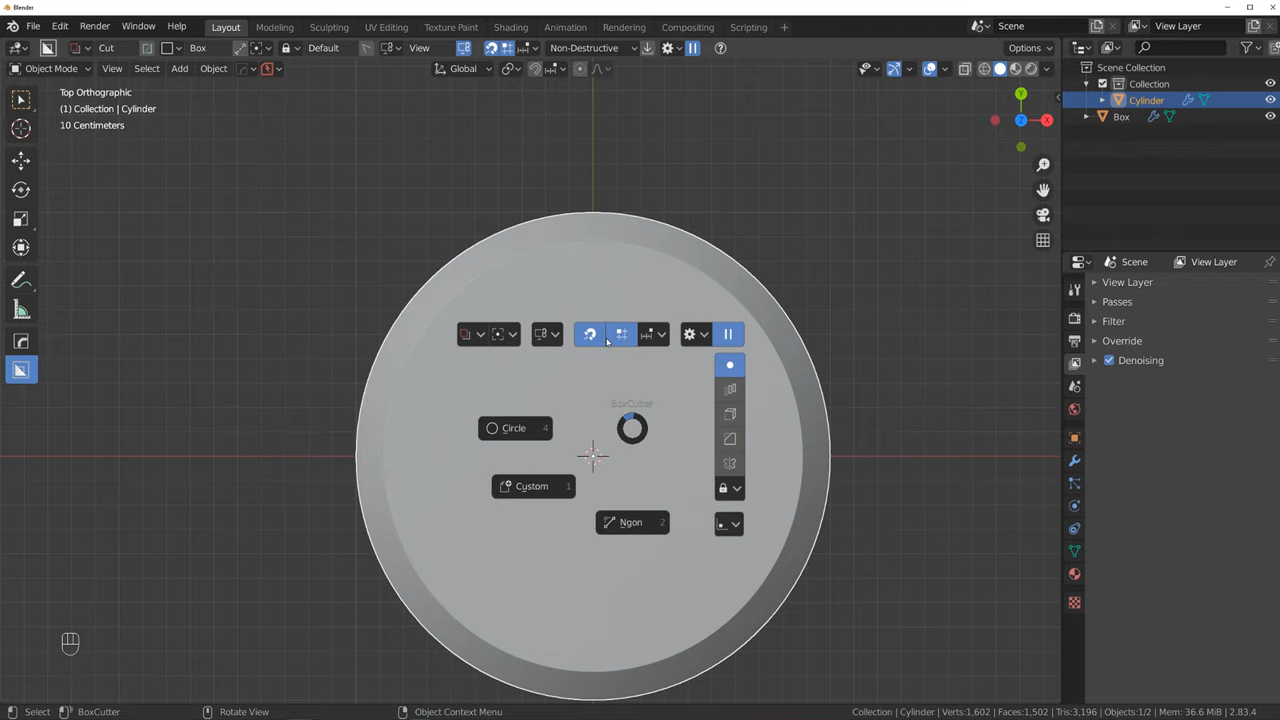 Blender
File Edit Render Window Help Layout Modeling Sculpting UV Editing Texture Paint Shading Animation Rendering Compositing Scripting + Scene View Layer
Cut Box Default View Non-Destructive Options
Object Mode View Select Add Object Global
Top Orthographic
(1) Collection | Cylinder
10 Centimeters
Y
Z X
Scene Collection
Collection
Cylinder
Box
Scene View Layer
View Layer
Passes
Filter
Override
Denoising
BoxCutter
Circle 4
Custom 1
Ngon 2
Select BoxCutter Rotate View Object Context Menu Collection | Cylinder | Verts:1,602 | Faces:1,502 | Tris:3,196 | Objects:1/2 | Mem: 36.6 MiB | 2.83.4